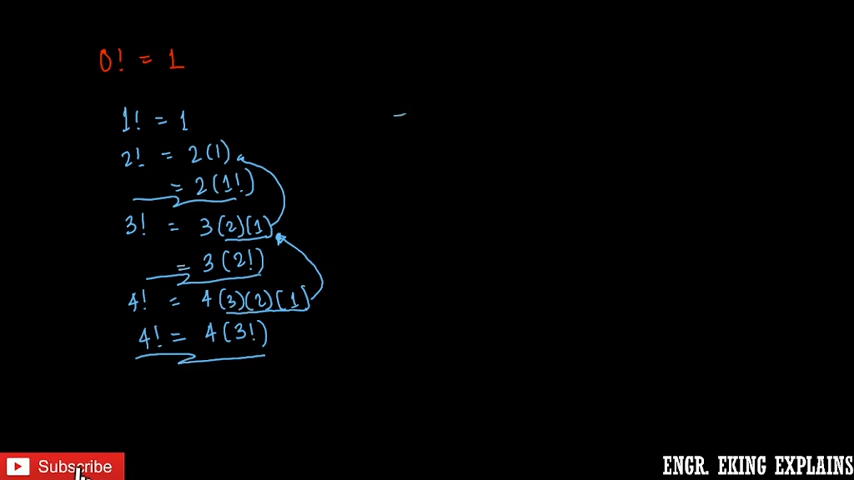 0! = 1
1! = 1
2! = 2(1)
= 2(1!)
3! = 3(2)(1)
= 3(2!)
4! = 4(3)(2)(1)
4! = 4(3!)
Subscribe
ENGR. EKING EXPLAINS